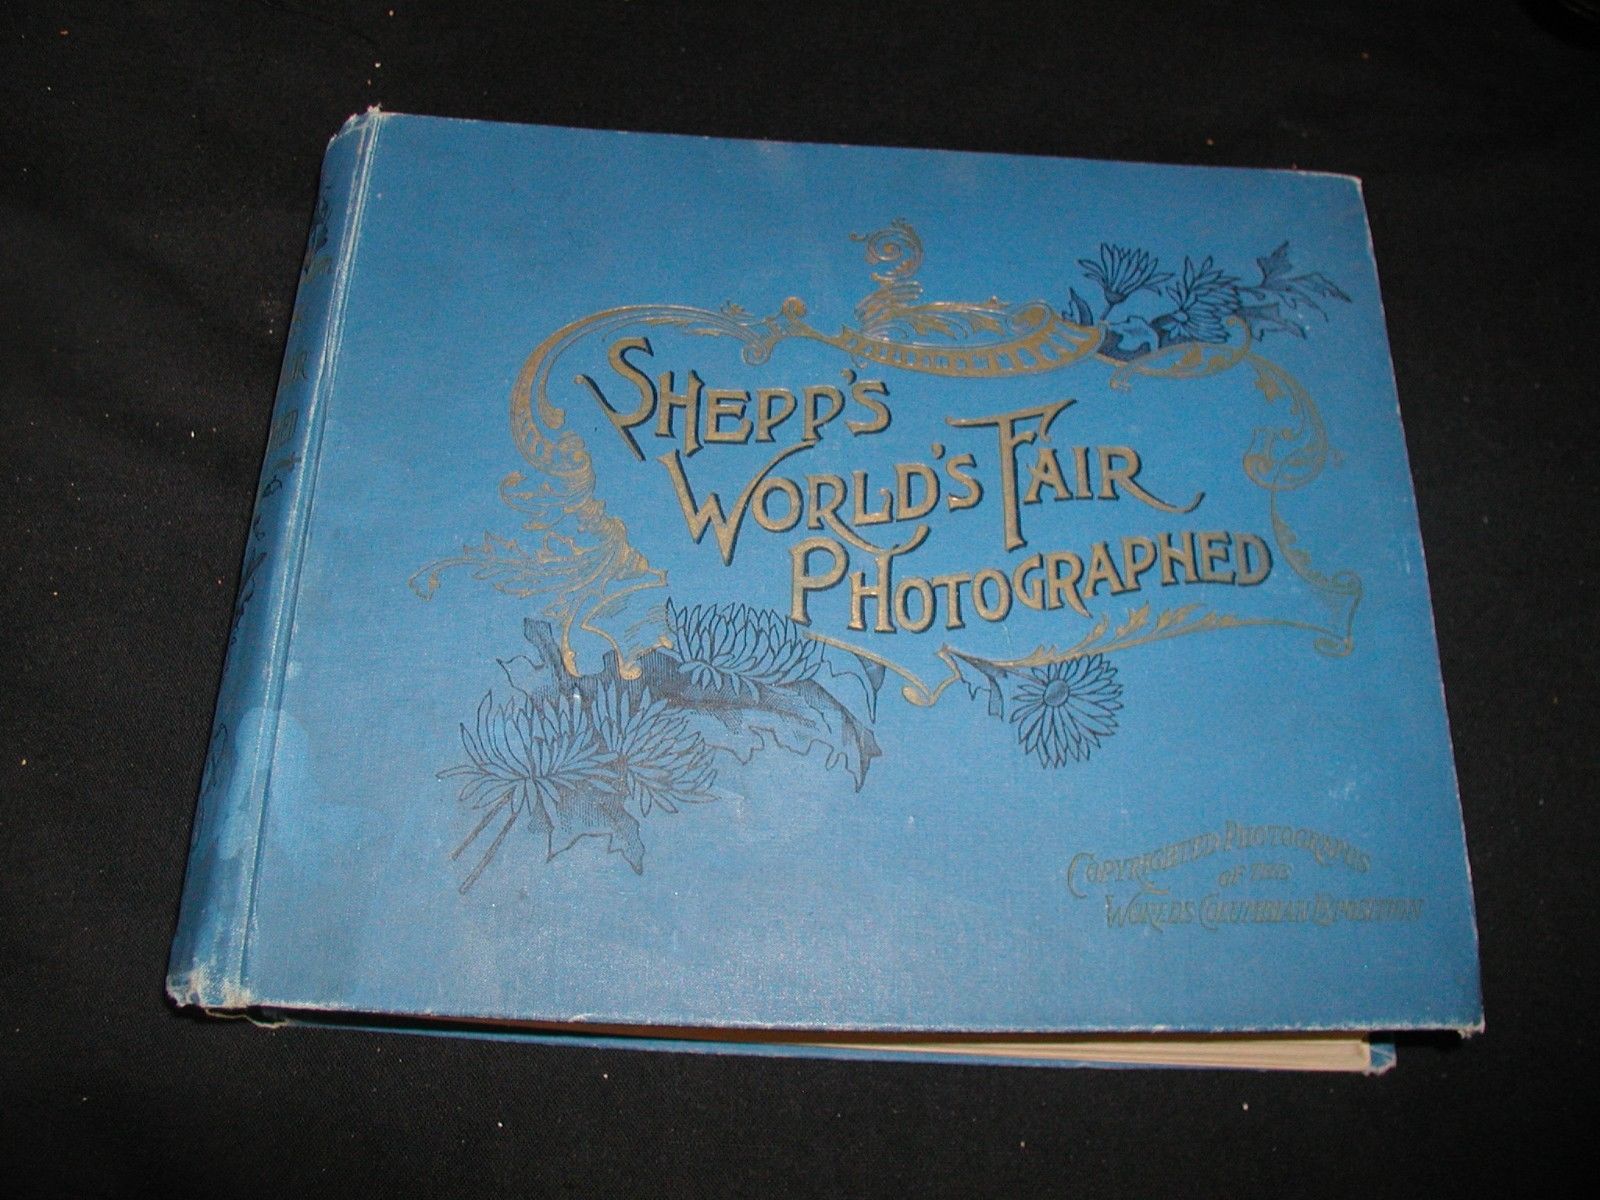 SHEPP'S
WORLD'S FAIR
PHOTOGRAPHED
COPYRIGHTED PHOTOGRAPHS
OF THE
WORLD'S COLUMBIAN EXPOSITION